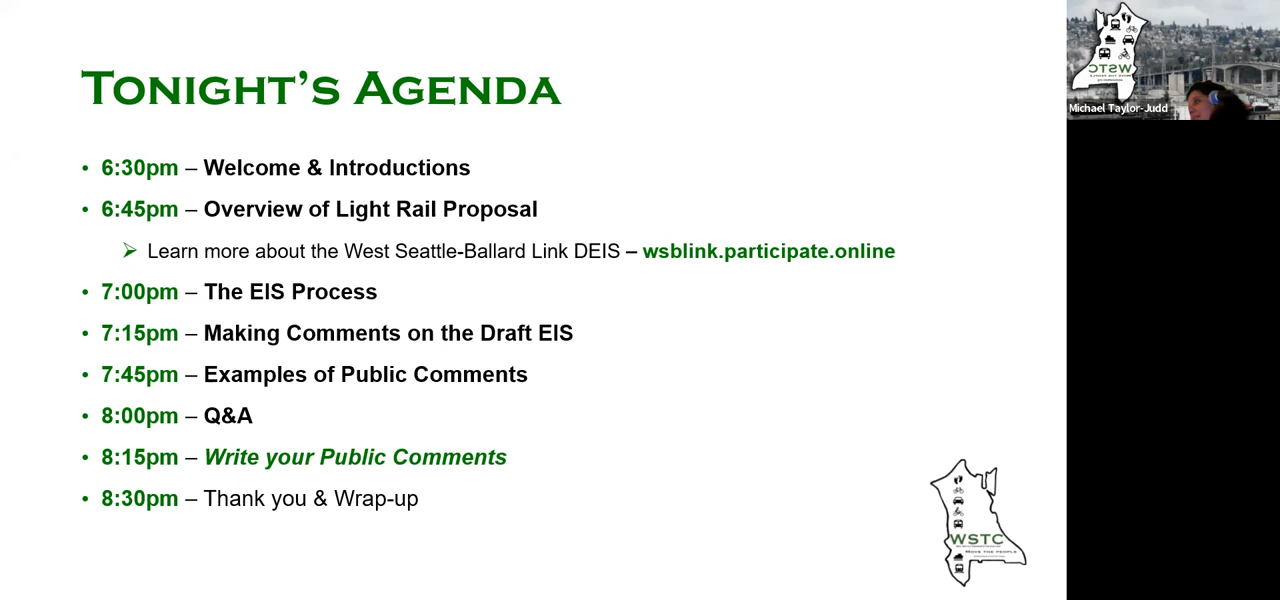 TONIGHT'S AGENDA
• 6:30pm – Welcome & Introductions
• 6:45pm – Overview of Light Rail Proposal
➢ Learn more about the West Seattle-Ballard Link DEIS – wsblink.participate.online
• 7:00pm – The EIS Process
• 7:15pm – Making Comments on the Draft EIS
• 7:45pm – Examples of Public Comments
• 8:00pm – Q&A
• 8:15pm – Write your Public Comments
• 8:30pm – Thank you & Wrap-up
WSTC
MOVE THE PEOPLE
WSTC
Michael Taylor-Judd